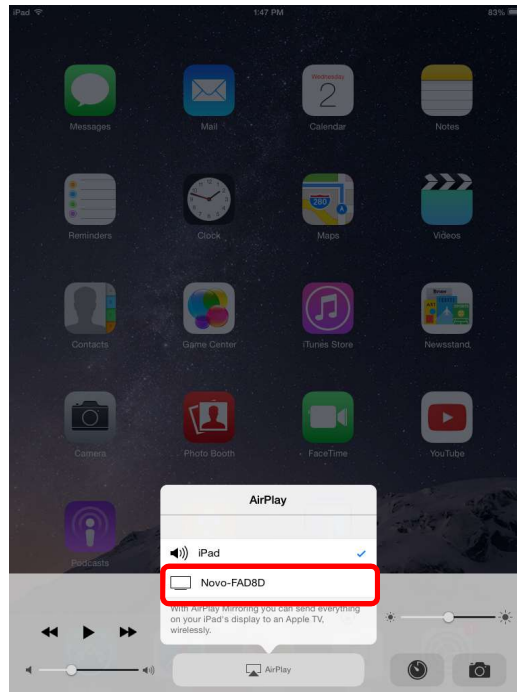 iPad 1:47 PM 83%
Wednesday
2
Messages Mail Calendar Notes
280
Reminders Clock Maps Videos
Contacts Game Center iTunes Store Newsstand
Camera Photo Booth FaceTime YouTube
Podcasts
AirPlay
iPad
Novo-FAD8D
With AirPlay Mirroring you can send everything
on your iPad's display to an Apple TV,
wirelessly.
AirPlay